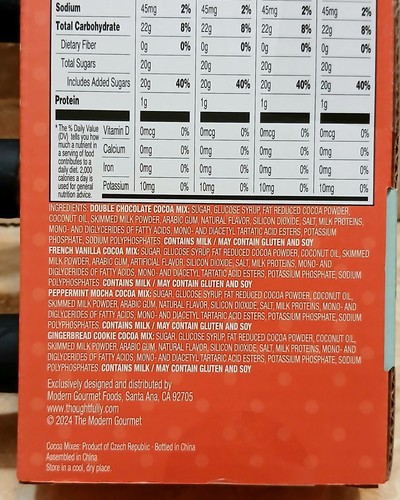 Sodium 45mg 2% 45mg 2% 45mg 2% 45mg 2%
Total Carbohydrate 22g 8% 22g 8% 22g 8% 22g 8%
Dietary Fiber 0g 0% 0g 0% 0g 0% 0g 0%
Total Sugars 20g 20g 20g 20g
Includes Added Sugars 20g 40% 20g 40% 20g 40% 20g 40%
Protein 1g 1g 1g 1g
* The % Daily Value
(DV) tells you how
much a nutrient in
a serving of food
contributes to a
daily diet. 2,000
calories a day is
used for general
nutrition advice.
Vitamin D 0mcg 0% 0mcg 0% 0mcg 0% 0mcg 0%
Calcium 0mg 0% 0mg 0% 0mg 0% 0mg 0%
Iron 0mg 0% 0mg 0% 0mg 0% 0mg 0%
Potassium 10mg 0% 10mg 0% 10mg 0% 10mg 0%
INGREDIENTS: DOUBLE CHOCOLATE COCOA MIX: SUGAR, GLUCOSE SYRUP, FAT REDUCED COCOA POWDER,
COCONUT OIL, SKIMMED MILK POWDER, ARABIC GUM, NATURAL FLAVOR, SILICON DIOXIDE, SALT, MILK PROTEINS,
MONO- AND DIGLYCERIDES OF FATTY ACIDS, MONO- AND DIACETYL TARTARIC ACID ESTERS, POTASSIUM
PHOSPHATE, SODIUM POLYPHOSPHATES. CONTAINS MILK / MAY CONTAIN GLUTEN AND SOY
FRENCH VANILLA COCOA MIX: SUGAR, GLUCOSE SYRUP, FAT REDUCED COCOA POWDER, COCONUT OIL, SKIMMED
MILK POWDER, ARABIC GUM, ARTIFICIAL FLAVOR, SILICON DIOXIDE, SALT, MILK PROTEINS, MONO- AND
DIGLYCERIDES OF FATTY ACIDS, MONO- AND DIACETYL TARTARIC ACID ESTERS, POTASSIUM PHOSPHATE, SODIUM
POLYPHOSPHATES. CONTAINS MILK / MAY CONTAIN GLUTEN AND SOY
PEPPERMINT MOCHA COCOA MIX: SUGAR, GLUCOSE SYRUP, FAT REDUCED COCOA POWDER, COCONUT OIL,
SKIMMED MILK POWDER, ARABIC GUM, NATURAL FLAVOR, SILICON DIOXIDE, SALT, MILK PROTEINS, MONO- AND
DIGLYCERIDES OF FATTY ACIDS, MONO- AND DIACETYL TARTARIC ACID ESTERS, POTASSIUM PHOSPHATE, SODIUM
POLYPHOSPHATES. CONTAINS MILK / MAY CONTAIN GLUTEN AND SOY
GINGERBREAD COOKIE COCOA MIX: SUGAR, GLUCOSE SYRUP, FAT REDUCED COCOA POWDER, COCONUT OIL,
SKIMMED MILK POWDER, ARABIC GUM, NATURAL FLAVOR, SILICON DIOXIDE, SALT, MILK PROTEINS, MONO- AND
DIGLYCERIDES OF FATTY ACIDS, MONO- AND DIACETYL TARTARIC ACID ESTERS, POTASSIUM PHOSPHATE, SODIUM
POLYPHOSPHATES. CONTAINS MILK / MAY CONTAIN GLUTEN AND SOY
Exclusively designed and distributed by
Modern Gourmet Foods, Santa Ana, CA 92705
www.thoughtfully.com
© 2024 The Modern Gourmet
Cocoa Mixes: Product of Czech Republic · Bottled in China
Assembled in China
Store in a cool, dry place.